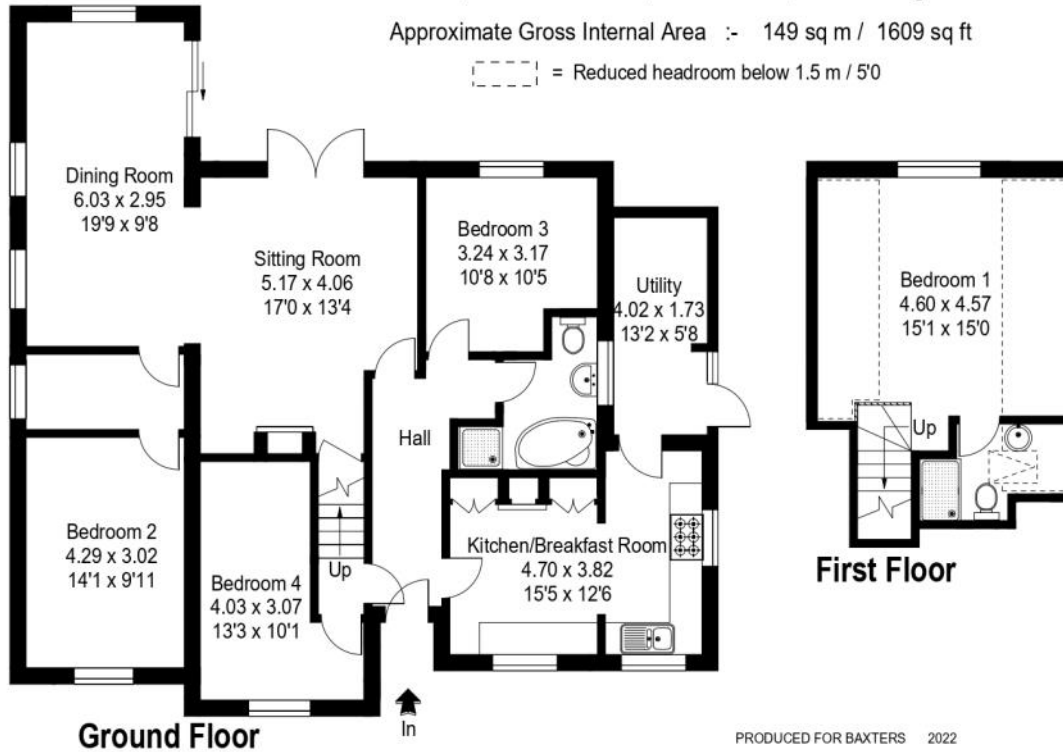 Approximate Gross Internal Area :- 149 sq m / 1609 sq ft
= Reduced headroom below 1.5 m / 5'0
Dining Room
6.03 x 2.95
19'9 x 9'8
Sitting Room
5.17 x 4.06
17'0 x 13'4
Bedroom 3
3.24 x 3.17
10'8 x 10'5
Utility
4.02 x 1.73
13'2 x 5'8
Hall
Bedroom 2
4.29 x 3.02
14'1 x 9'11
Bedroom 4
4.03 x 3.07
13'3 x 10'1
Up
Kitchen/Breakfast Room
4.70 x 3.82
15'5 x 12'6
In
Ground Floor
Bedroom 1
4.60 x 4.57
15'1 x 15'0
Up
First Floor
PRODUCED FOR BAXTERS 2022